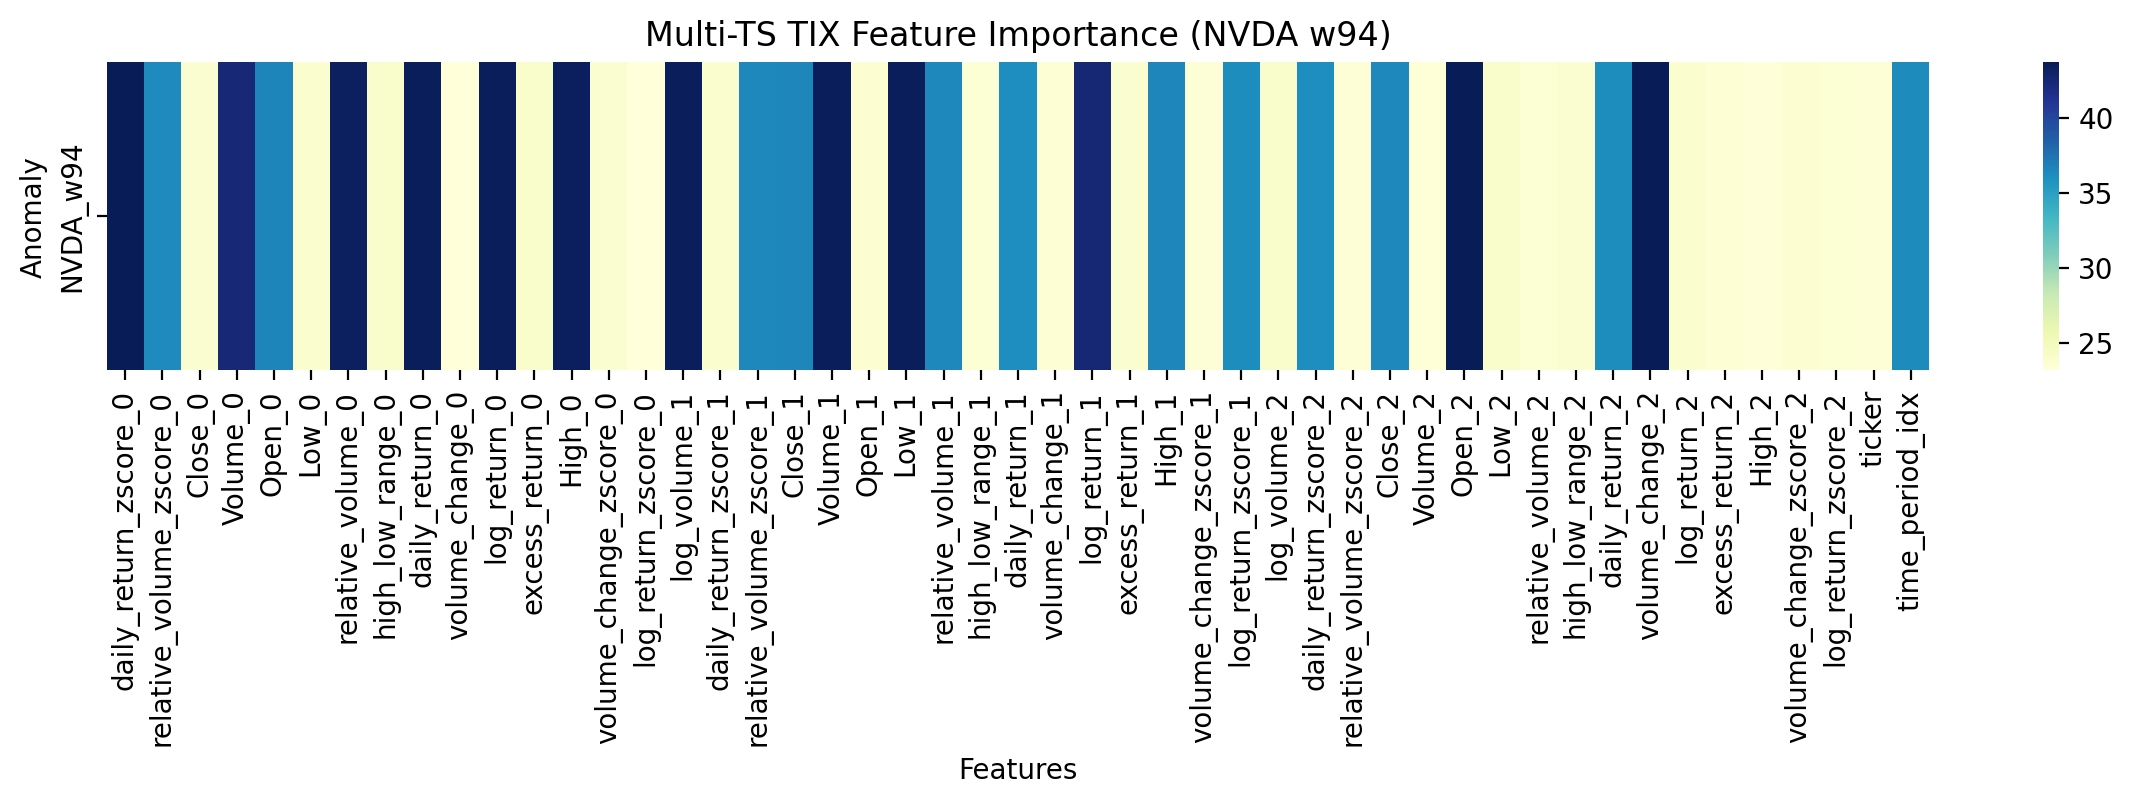 Multi-TS TIX Feature Importance (NVDA w94)
Anomaly
NVDA_w94
40
35
30
25
daily_return_zscore_0
relative_volume_zscore_0
Close_0
Volume_0
Open_0
Low_0
relative_volume_0
high_low_range_0
daily_return_0
volume_change_0
log_return_0
excess_return_0
High_0
volume_change_zscore_0
log_return_zscore_0
log_volume_1
daily_return_zscore_1
relative_volume_zscore_1
Close_1
Volume_1
Open_1
Low_1
relative_volume_1
high_low_range_1
daily_return_1
volume_change_1
log_return_1
excess_return_1
High_1
volume_change_zscore_1
log_return_zscore_1
log_volume_2
daily_return_zscore_2
relative_volume_zscore_2
Close_2
Volume_2
Open_2
Low_2
relative_volume_2
high_low_range_2
daily_return_2
volume_change_2
log_return_2
excess_return_2
High_2
volume_change_zscore_2
log_return_zscore_2
ticker
time_period_idx
Features